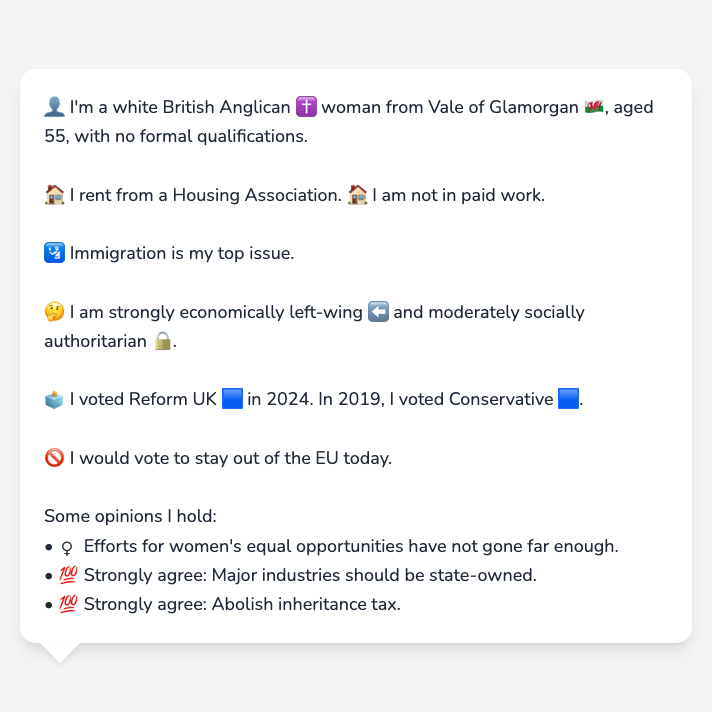 👤 I'm a white British Anglican ✝️ woman from Vale of Glamorgan 🏴󠁧󠁢󠁷󠁬󠁳󠁿, aged
55, with no formal qualifications.
🏠 I rent from a Housing Association. 🏠 I am not in paid work.
🛂 Immigration is my top issue.
🤔 I am strongly economically left-wing ⬅️ and moderately socially
authoritarian 🔒.
🗳️ I voted Reform UK 🟦 in 2024. In 2019, I voted Conservative 🟦.
🚫 I would vote to stay out of the EU today.
Some opinions I hold:
• ♀ Efforts for women's equal opportunities have not gone far enough.
• 💯 Strongly agree: Major industries should be state-owned.
• 💯 Strongly agree: Abolish inheritance tax.